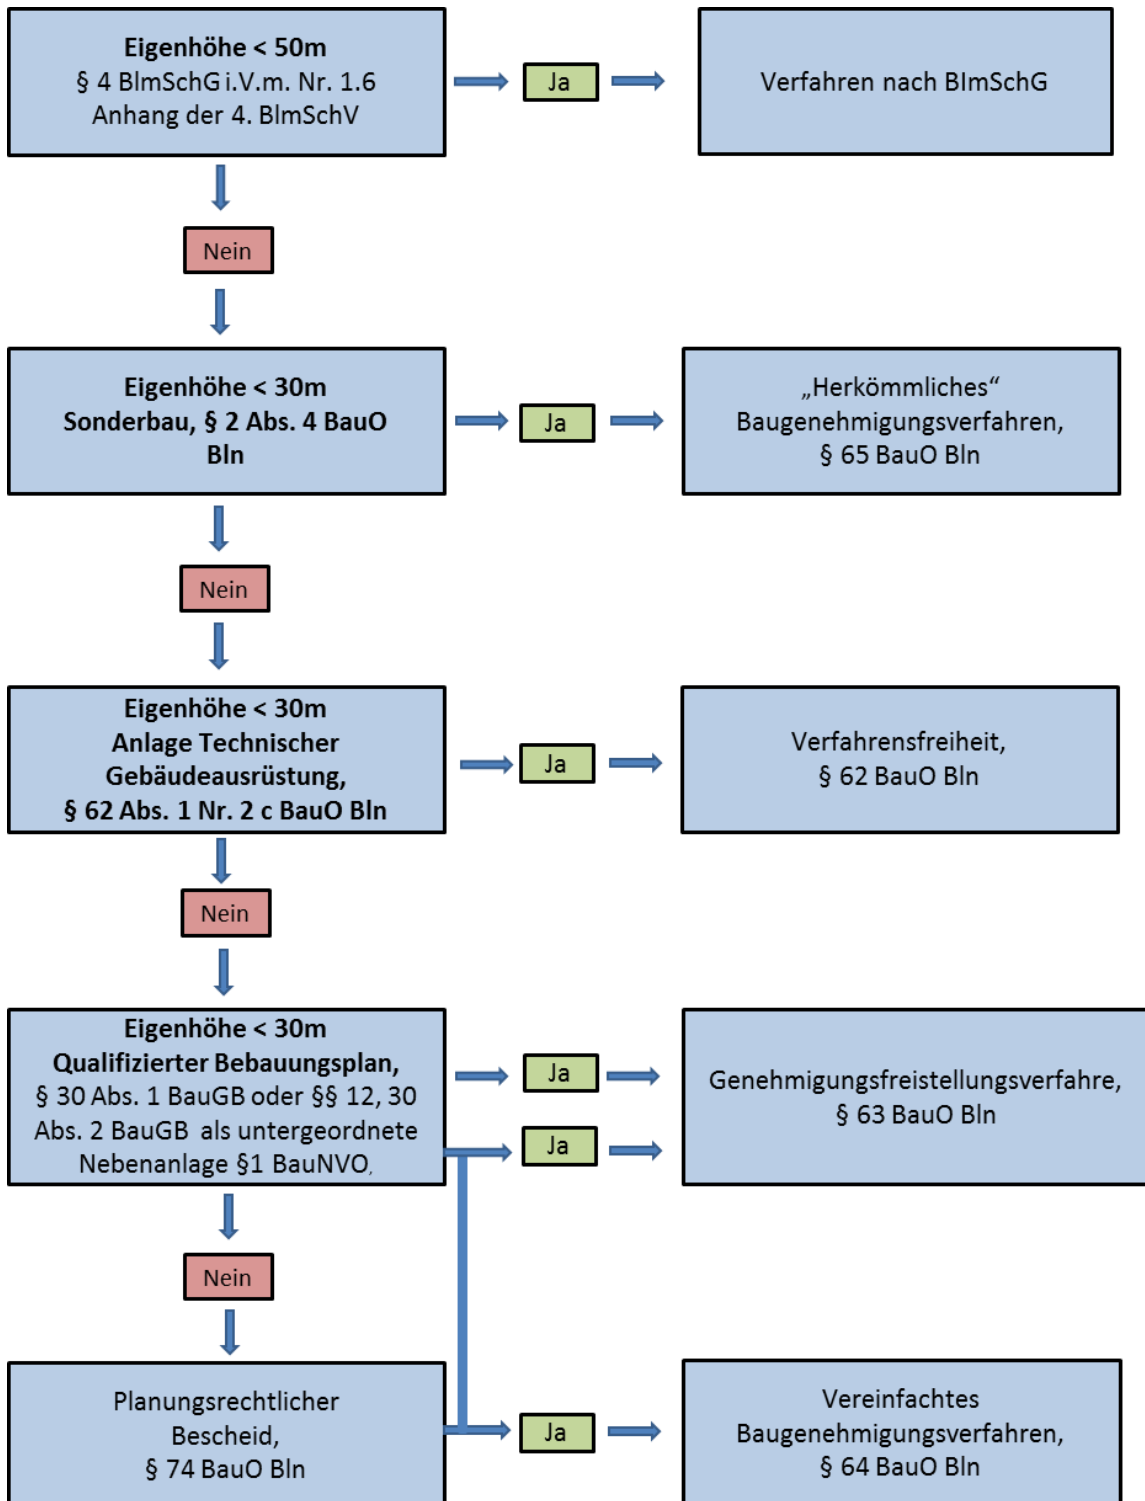 Eigenhöhe < 50m
§ 4 BImSchG i.V.m. Nr. 1.6
Anhang der 4. BImSchV
Ja
Verfahren nach BImSchG
Nein
Eigenhöhe < 30m
Sonderbau, § 2 Abs. 4 BauO
Bln
Ja
„Herkömmliches“
Baugenehmigungsverfahren,
§ 65 BauO Bln
Nein
Eigenhöhe < 30m
Anlage Technischer
Gebäudeausrüstung,
§ 62 Abs. 1 Nr. 2 c BauO Bln
Ja
Verfahrensfreiheit,
§ 62 BauO Bln
Nein
Eigenhöhe < 30m
Qualifizierter Bebauungsplan,
§ 30 Abs. 1 BauGB oder §§ 12, 30
Abs. 2 BauGB als untergeordnete
Nebenanlage §1 BauNVO,
Ja
Ja
Genehmigungsfreistellungsverfahre,
§ 63 BauO Bln
Nein
Planungsrechtlicher
Bescheid,
§ 74 BauO Bln
Ja
Vereinfachtes
Baugenehmigungsverfahren,
§ 64 BauO Bln